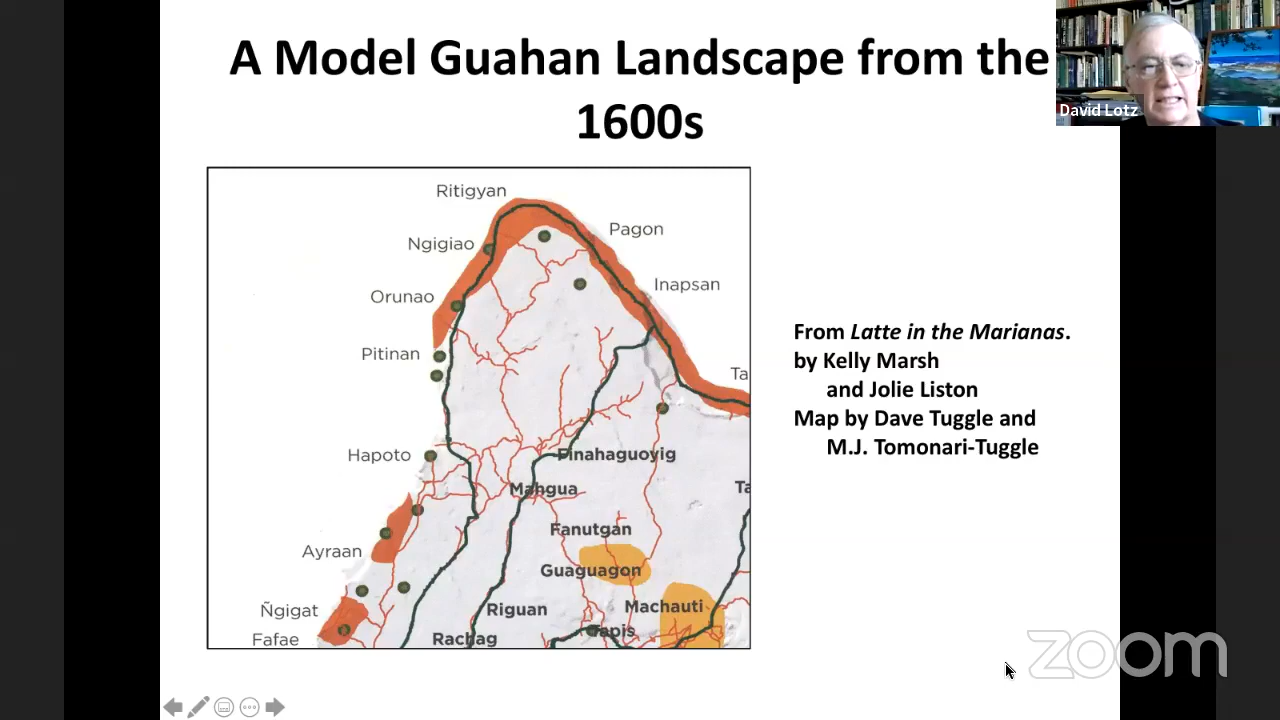 A Model Guahan Landscape from the
1600s
David Lotz
Ritigyan
Pagon
Ngigiao
Inapsan
Orunao
Pitinan
Ta
Hapoto
Finahaguoyig
Mahgua
Ta
Fanutgan
Ayraan
Guaguagon
Ñgigat
Riguan
Machauti
Fafae
Rachag
Tapis
From Latte in the Marianas.
by Kelly Marsh
and Jolie Liston
Map by Dave Tuggle and
M.J. Tomonari-Tuggle
zoom